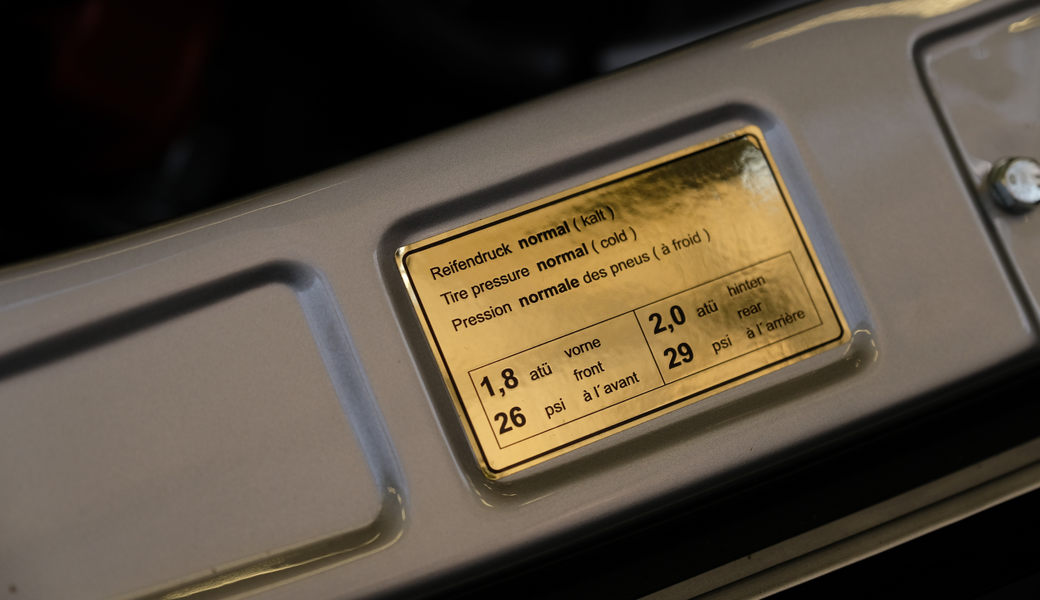 Reifendruck normal ( kalt )
Tire pressure normal ( cold )
Pression normale des pneus ( à froid )
1,8 atü vorne
front
26 psi à l´avant
2,0 atü hinten
rear
29 psi à l´arrière